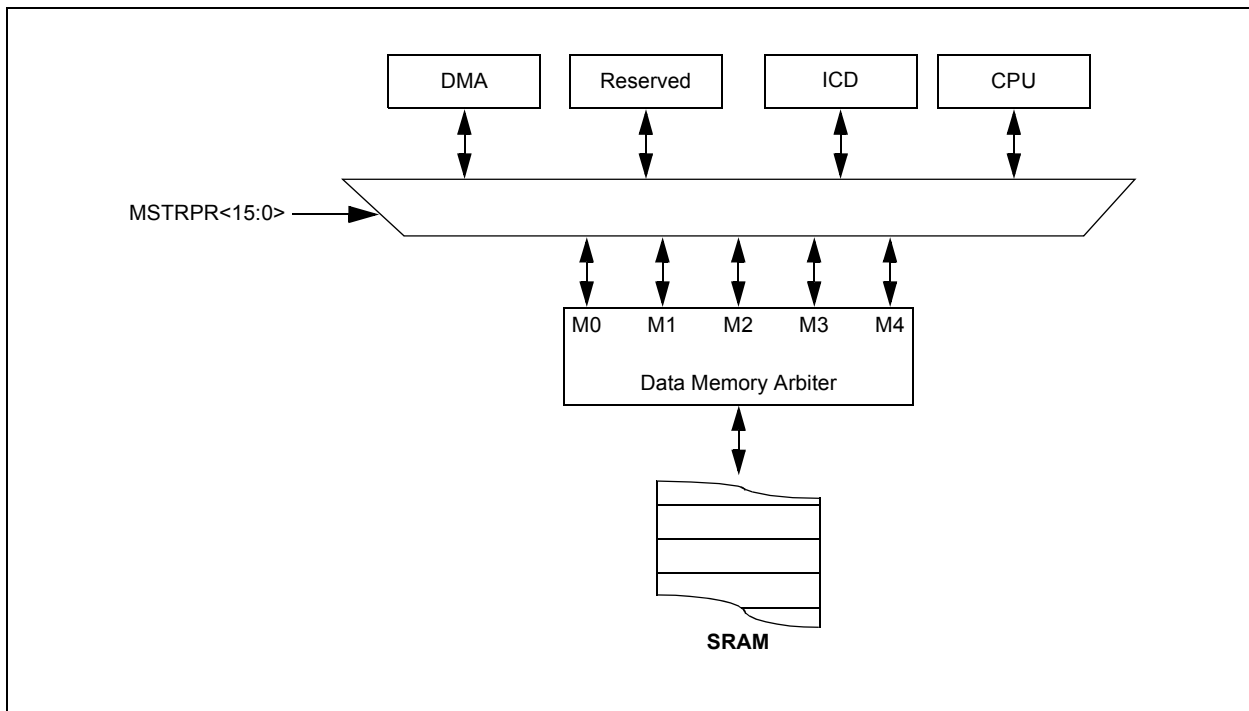 DMA
Reserved
ICD
CPU
MSTRPR<15:0>
M0
M1
M2
M3
M4
Data Memory Arbiter
SRAM